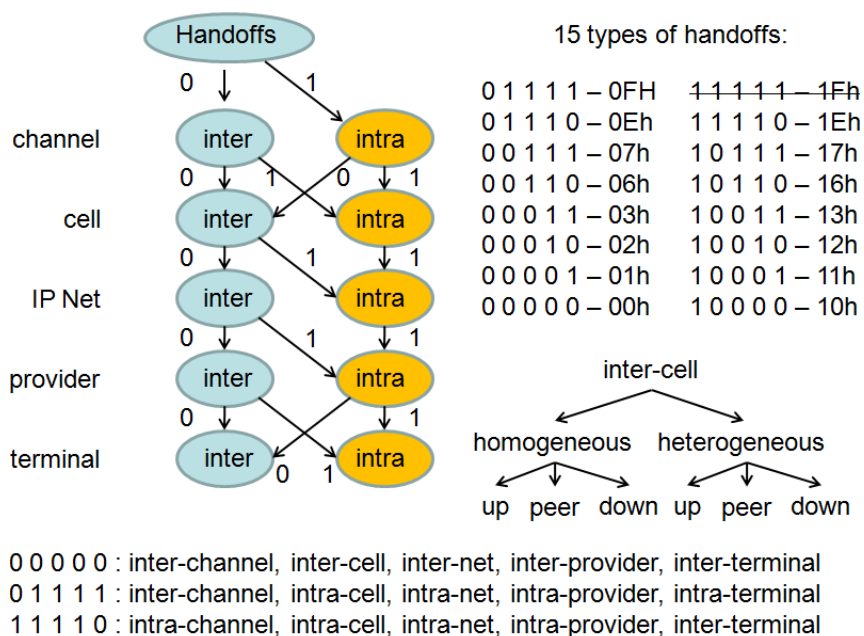 Handoffs
15 types of handoffs:
0 1
channel inter intra
0 1 0 1
cell inter intra
0 1 1
IP Net inter intra
0 1 1
provider inter intra
0 1
terminal inter intra
0 1
0 1 1 1 1 – 0FH 1 1 1 1 1 – 1Fh
0 1 1 1 0 – 0Eh 1 1 1 1 0 – 1Eh
0 0 1 1 1 – 07h 1 0 1 1 1 – 17h
0 0 1 1 0 – 06h 1 0 1 1 0 – 16h
0 0 0 1 1 – 03h 1 0 0 1 1 – 13h
0 0 0 1 0 – 02h 1 0 0 1 0 – 12h
0 0 0 0 1 – 01h 1 0 0 0 1 – 11h
0 0 0 0 0 – 00h 1 0 0 0 0 – 10h
inter-cell
homogeneous heterogeneous
up peer down up peer down
0 0 0 0 0 : inter-channel, inter-cell, inter-net, inter-provider, inter-terminal
0 1 1 1 1 : inter-channel, intra-cell, intra-net, intra-provider, intra-terminal
1 1 1 1 0 : intra-channel, intra-cell, intra-net, intra-provider, inter-terminal